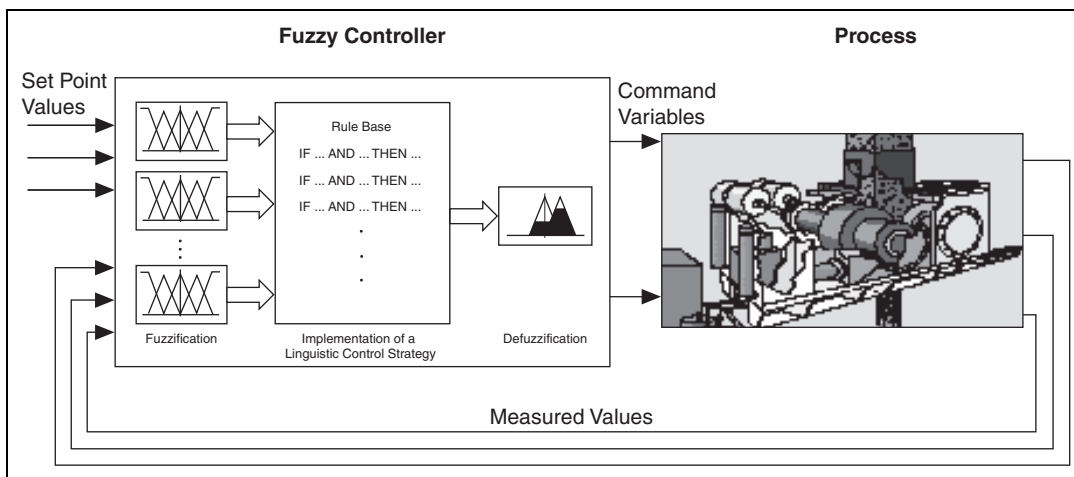 Fuzzy Controller
Process
Set Point
Values
Command
Variables
Rule Base
IF ... AND ... THEN ...
IF ... AND ... THEN ...
IF ... AND ... THEN ...
Fuzzification
Implementation of a
Linguistic Control Strategy
Defuzzification
Measured Values